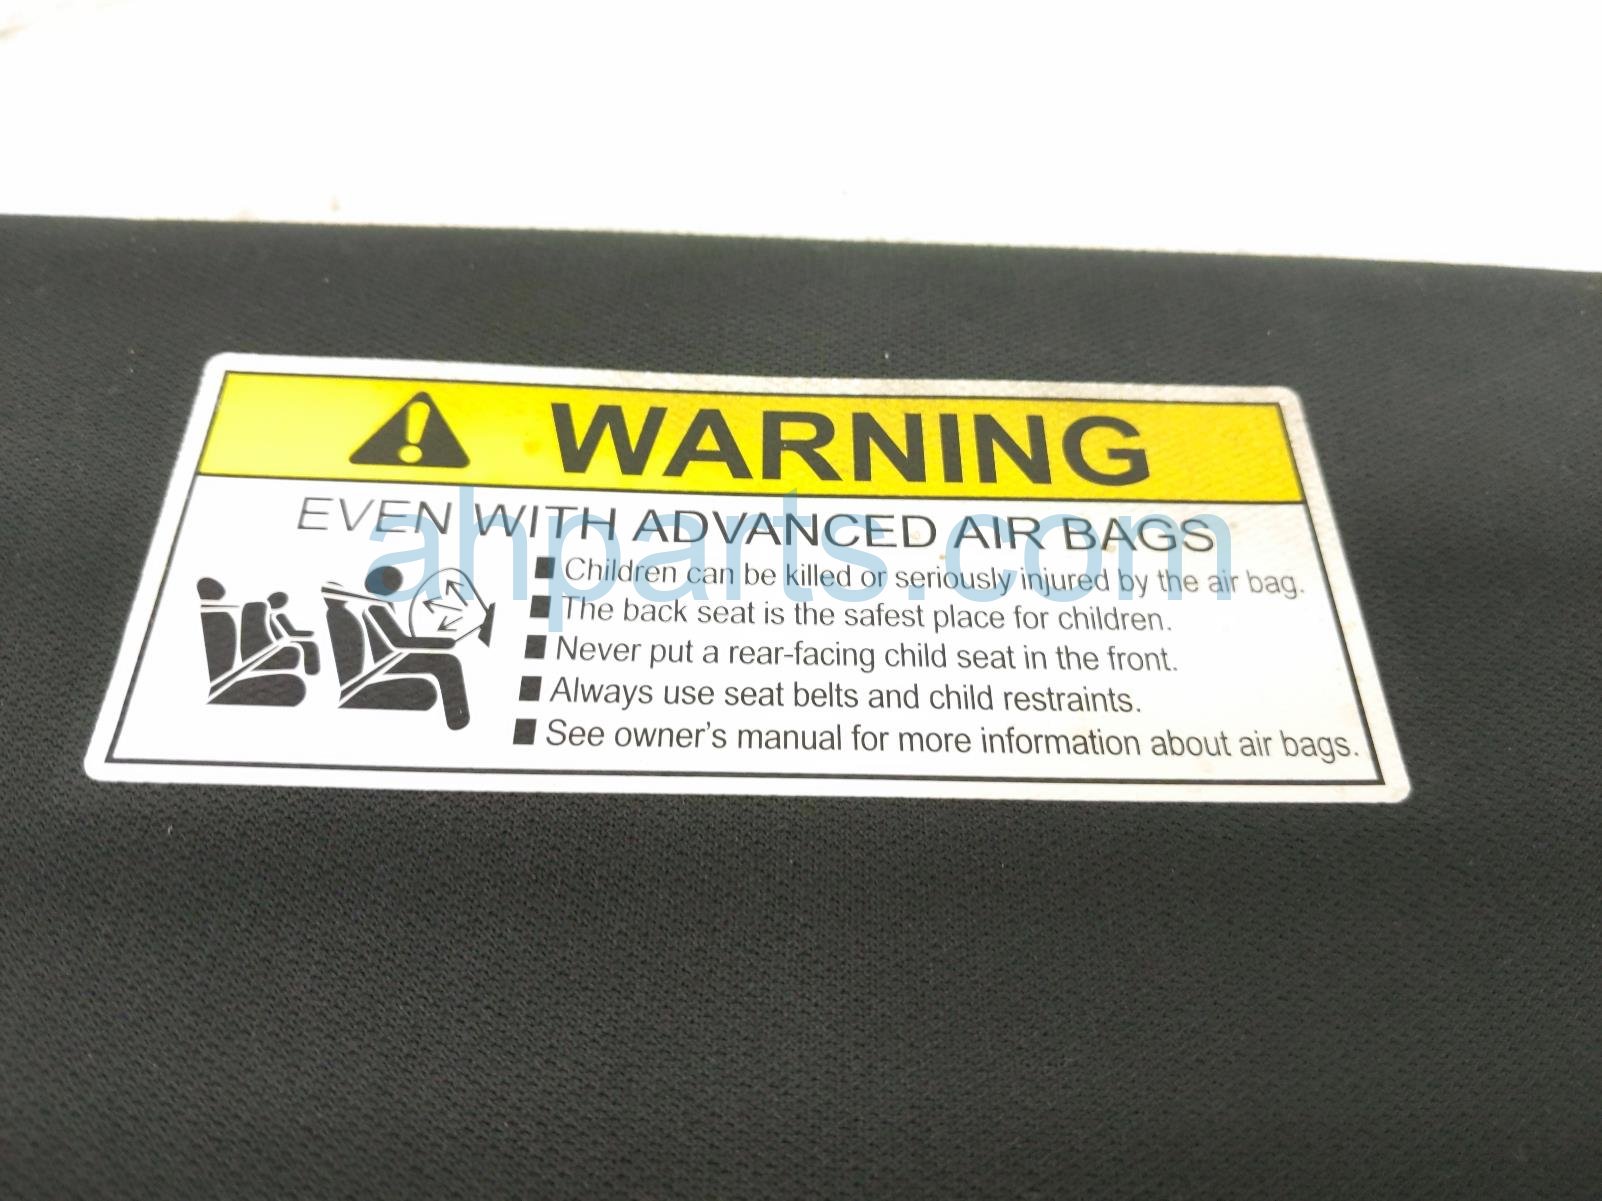 WARNING
EVEN WITH ADVANCED AIR BAGS
■ Children can be killed or seriously injured by the air bag.
■ The back seat is the safest place for children.
■ Never put a rear-facing child seat in the front.
■ Always use seat belts and child restraints.
■ See owner's manual for more information about air bags.
ahparts.com